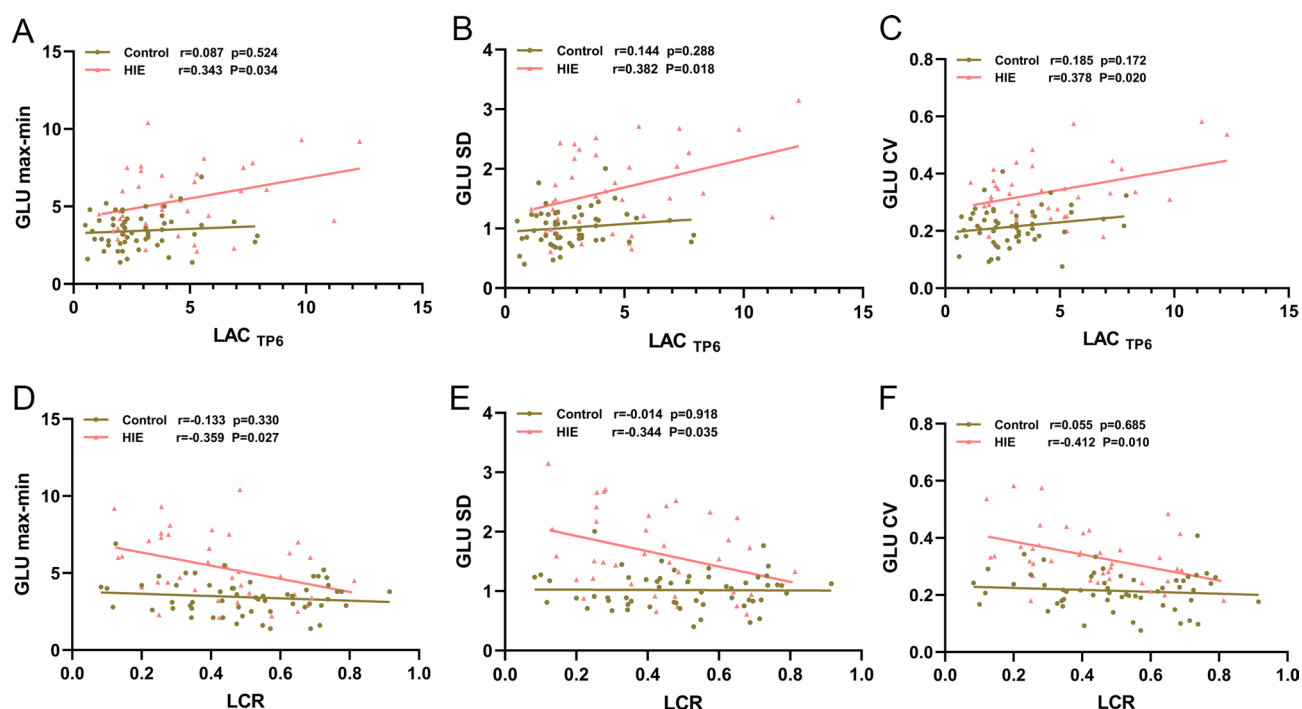 A
Control r=0.087 p=0.524
HIE r=0.343 P=0.034
GLU max-min
15
10
5
0
0 5 10 15
LAC TP6
B
Control r=0.144 p=0.288
HIE r=0.382 P=0.018
GLU SD
4
3
2
1
0
0 5 10 15
LAC TP6
C
Control r=0.185 p=0.172
HIE r=0.378 P=0.020
GLU CV
0.8
0.6
0.4
0.2
0.0
0 5 10 15
LAC TP6
D
Control r=-0.133 p=0.330
HIE r=-0.359 P=0.027
GLU max-min
15
10
5
0
0.0 0.2 0.4 0.6 0.8 1.0
LCR
E
Control r=-0.014 p=0.918
HIE r=-0.344 P=0.035
GLU SD
4
3
2
1
0
0.0 0.2 0.4 0.6 0.8 1.0
LCR
F
Control r=0.055 p=0.685
HIE r=-0.412 P=0.010
GLU CV
0.8
0.6
0.4
0.2
0.0
0.0 0.2 0.4 0.6 0.8 1.0
LCR